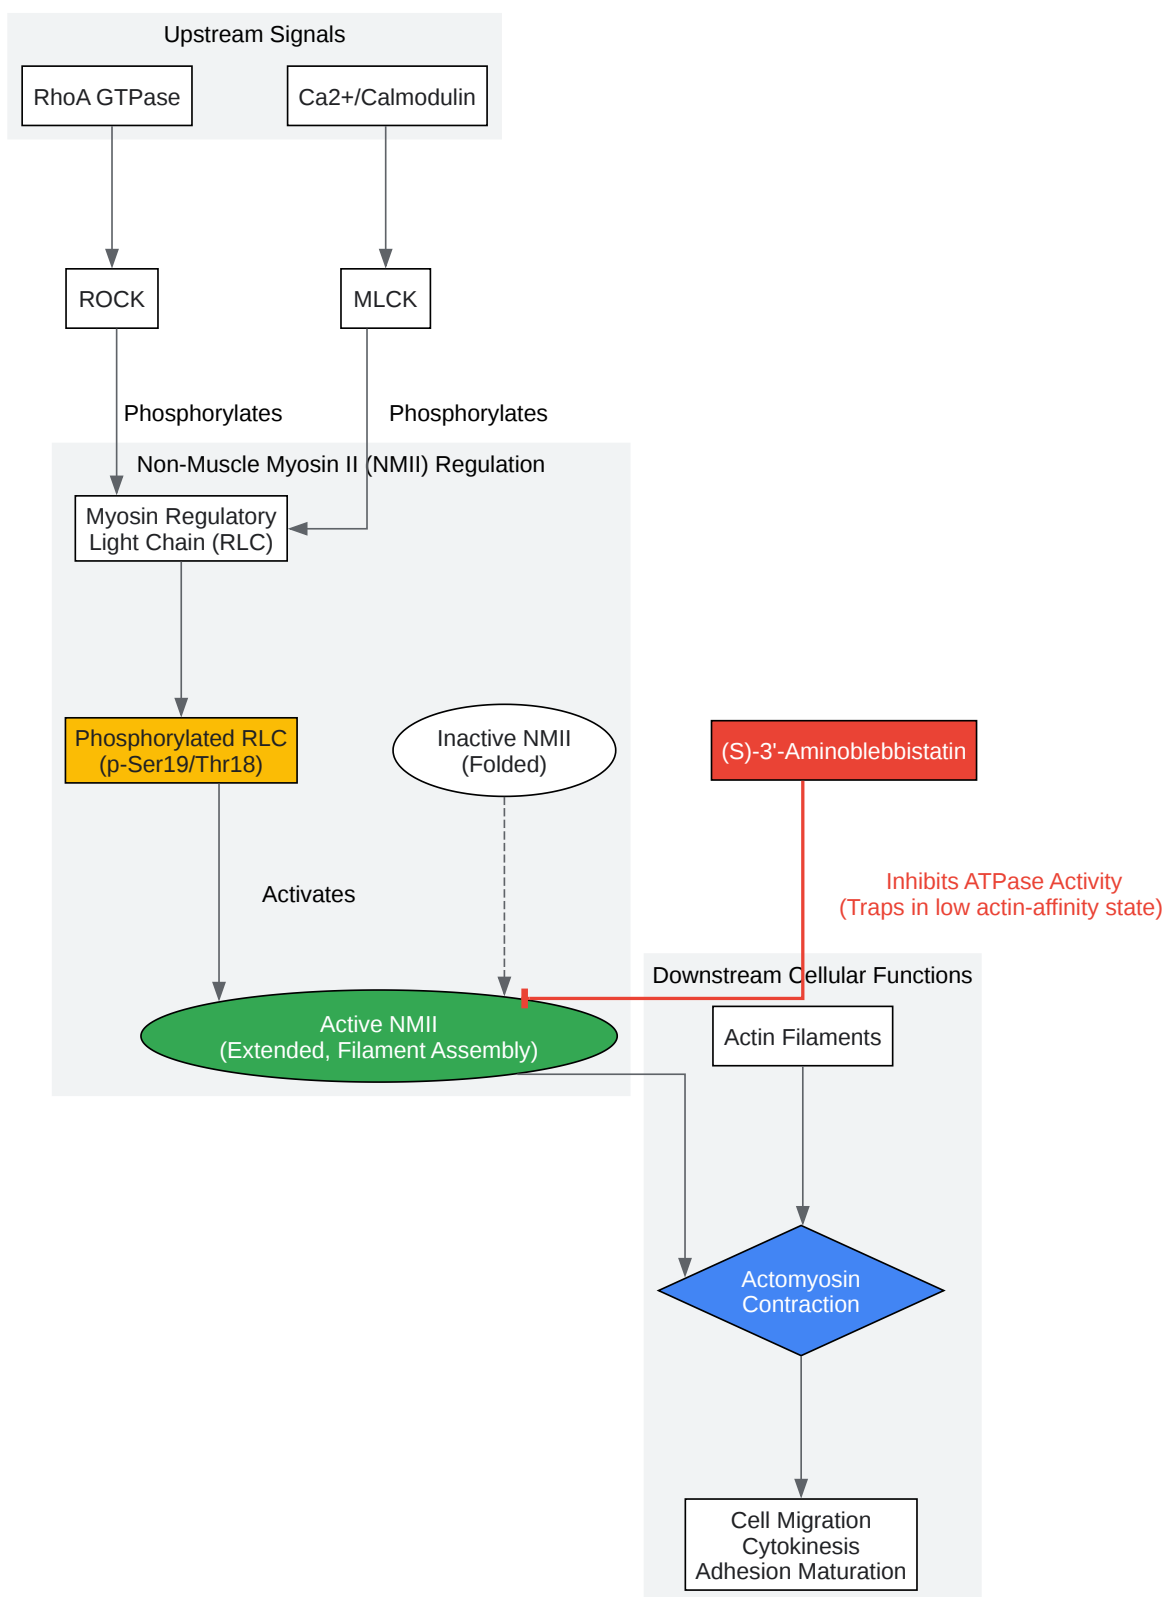 Upstream Signals
RhoA GTPase
Ca2+/Calmodulin
ROCK
MLCK
Phosphorylates
Phosphorylates
Non-Muscle Myosin II (NMII) Regulation
Myosin Regulatory
Light Chain (RLC)
Phosphorylated RLC
(p-Ser19/Thr18)
Inactive NMII
(Folded)
(S)-3'-Aminoblebbistatin
Activates
Inhibits ATPase Activity
(Traps in low actin-affinity state)
Downstream Cellular Functions
Active NMII
(Extended, Filament Assembly)
Actin Filaments
Actomyosin
Contraction
Cell Migration
Cytokinesis
Adhesion Maturation